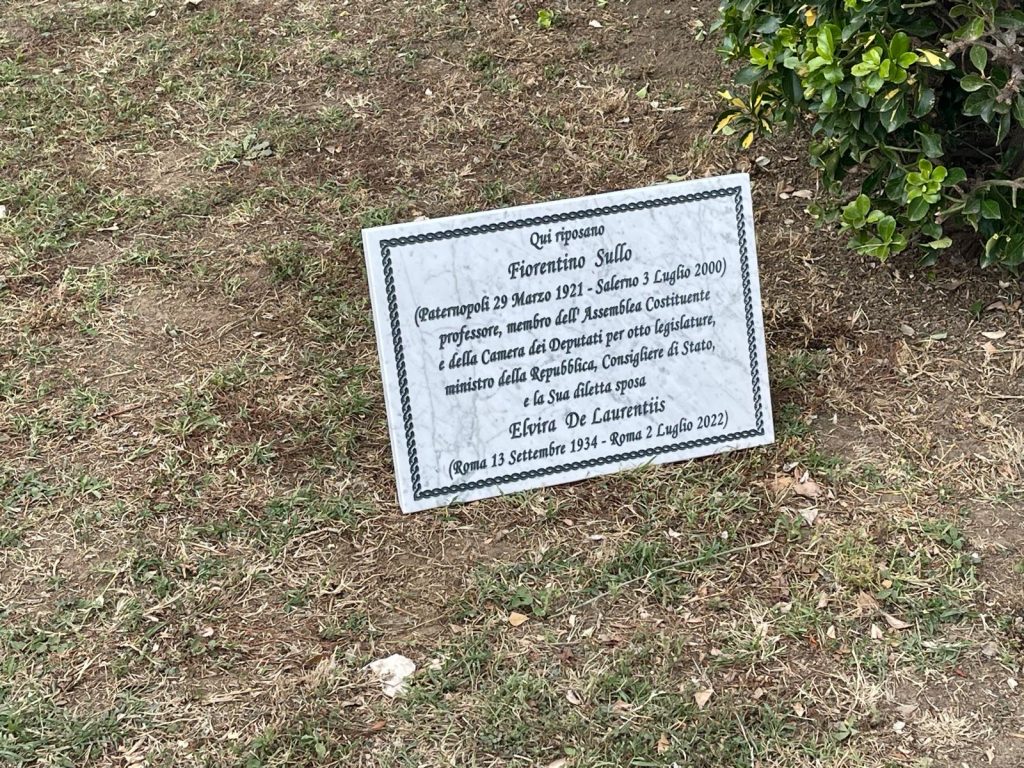 Qui riposano
Fiorentino Sullo
(Paternopoli 29 Marzo 1921 - Salerno 3 Luglio 2000)
professore, membro dell' Assemblea Costituente
e della Camera dei Deputati per otto legislature,
ministro della Repubblica, Consigliere di Stato,
e la Sua diletta sposa
Elvira De Laurentiis
(Roma 13 Settembre 1934 - Roma 2 Luglio 2022)